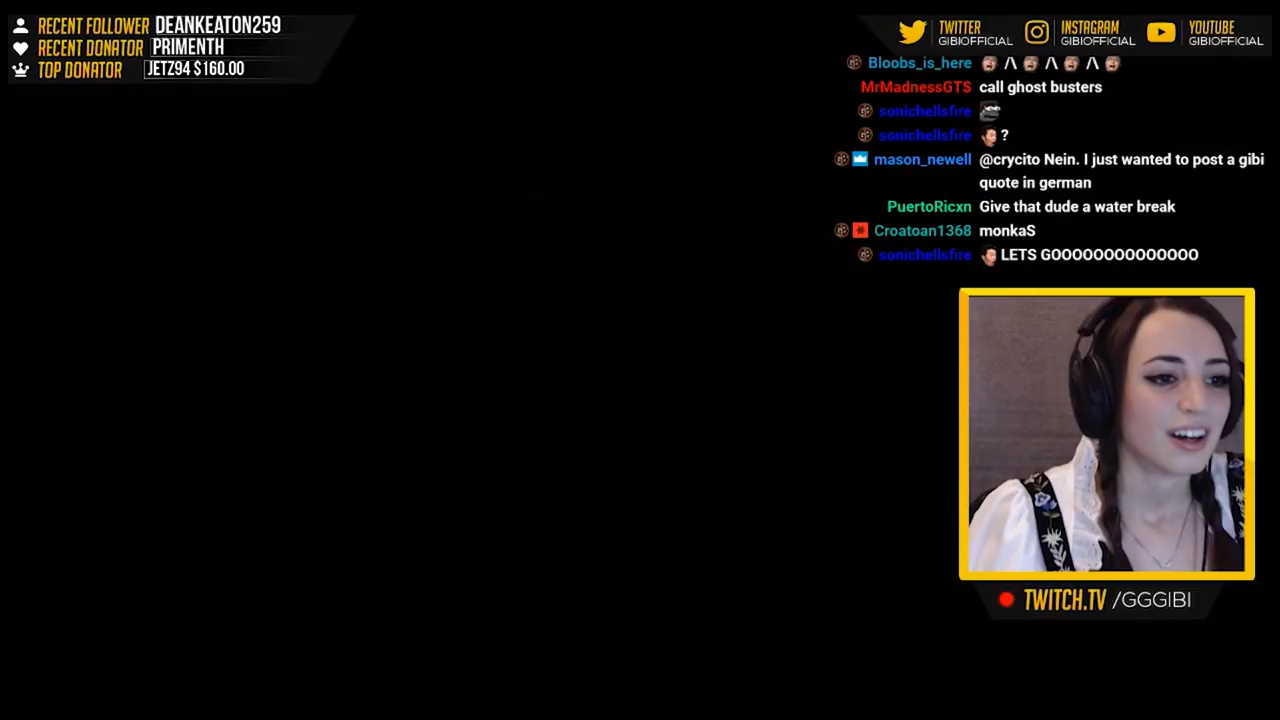 RECENT FOLLOWER DEANKEATON259
RECENT DONATOR PRIMENTH
TOP DONATOR JETZ94 $160.00
TWITTER
GIBIOFFICIAL
INSTAGRAM
GIBIOFFICIAL
YOUTUBE
GIBIOFFICIAL
Bloobs_is_here /\ /\ /\
MrMadnessGTS call ghost busters
sonichellsfire
sonichellsfire ?
mason_newell @crycito Nein. I just wanted to post a gibi
quote in german
PuertoRicxn Give that dude a water break
Croatoan1368 monkaS
sonichellsfire LETS GOOOOOOOOOOOOOO
TWITCH.TV /GGGIBI